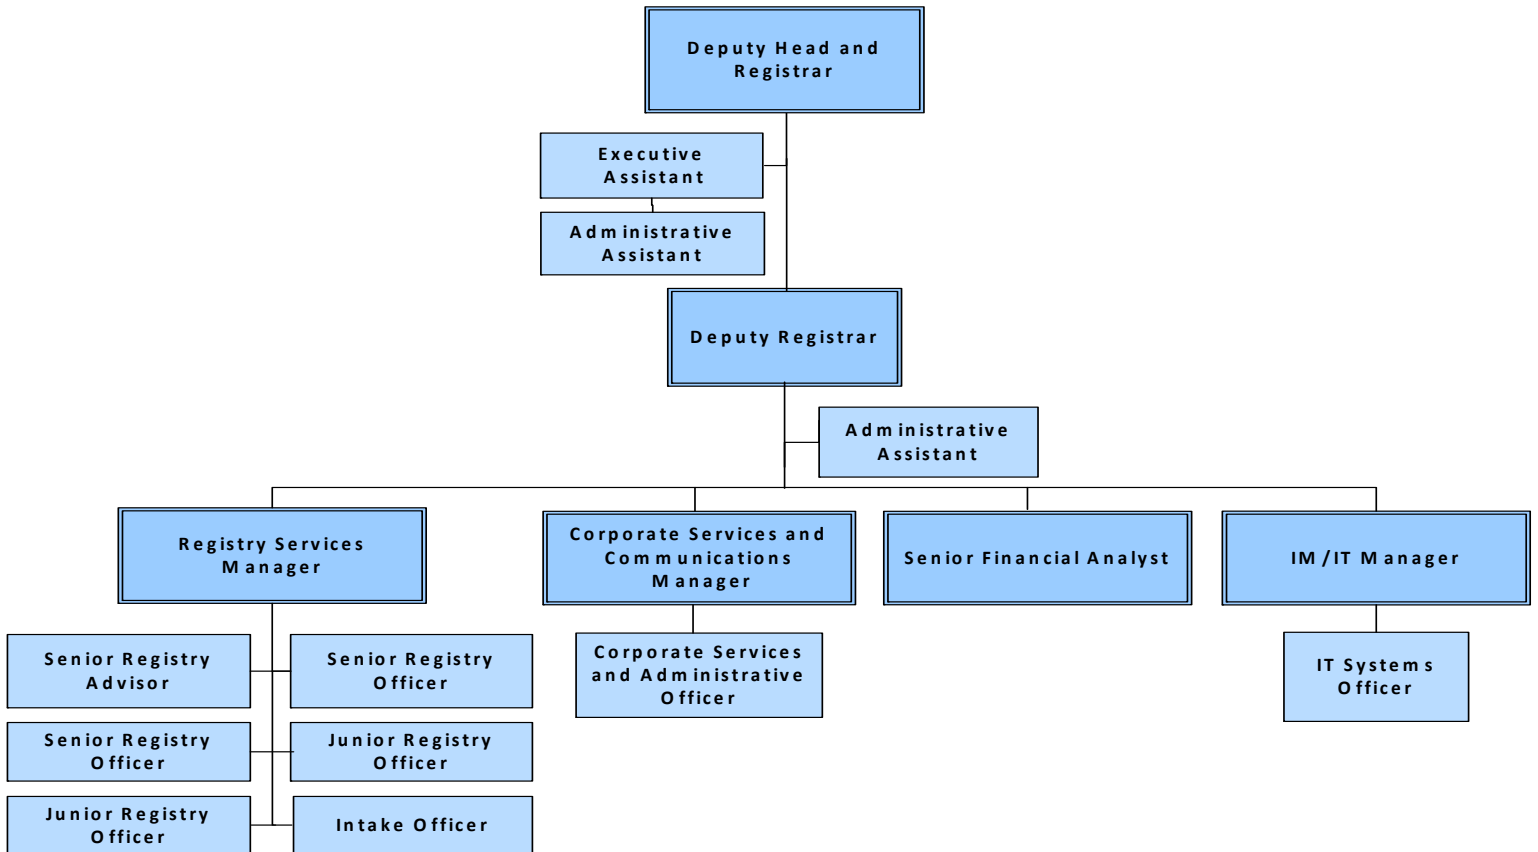 Deputy Head and
Registrar
Executive
Assistant
Administrative
Assistant
Deputy Registrar
Administrative
Assistant
Registry Services
Manager
Corporate Services and
Communications
Manager
Senior Financial Analyst
IM/IT Manager
Senior Registry
Advisor
Senior Registry
Officer
Corporate Services
and Administrative
Officer
IT Systems
Officer
Senior Registry
Officer
Junior Registry
Officer
Junior Registry
Officer
Intake Officer